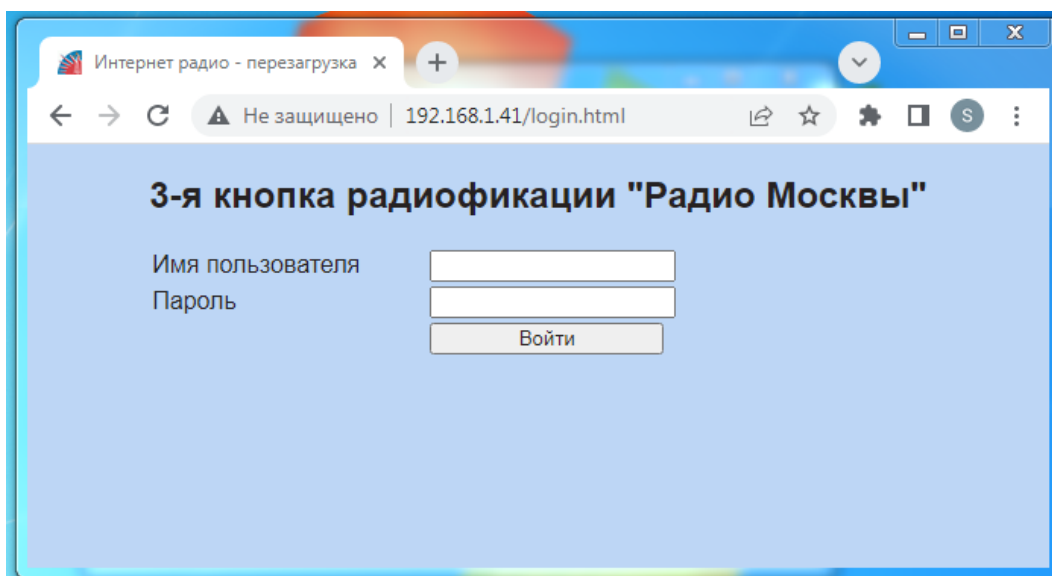 Интернет радио - перезагрузка
Не защищено 192.168.1.41/login.html
S
3-я кнопка радиофикации "Радио Москвы"
Имя пользователя
Пароль
Войти